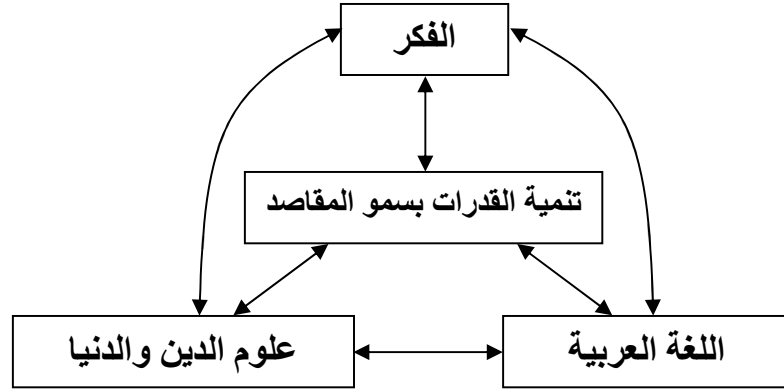 الفكر
تنمية القدرات بسمو المقاصد
اللغة العربية
علوم الدين والدنيا